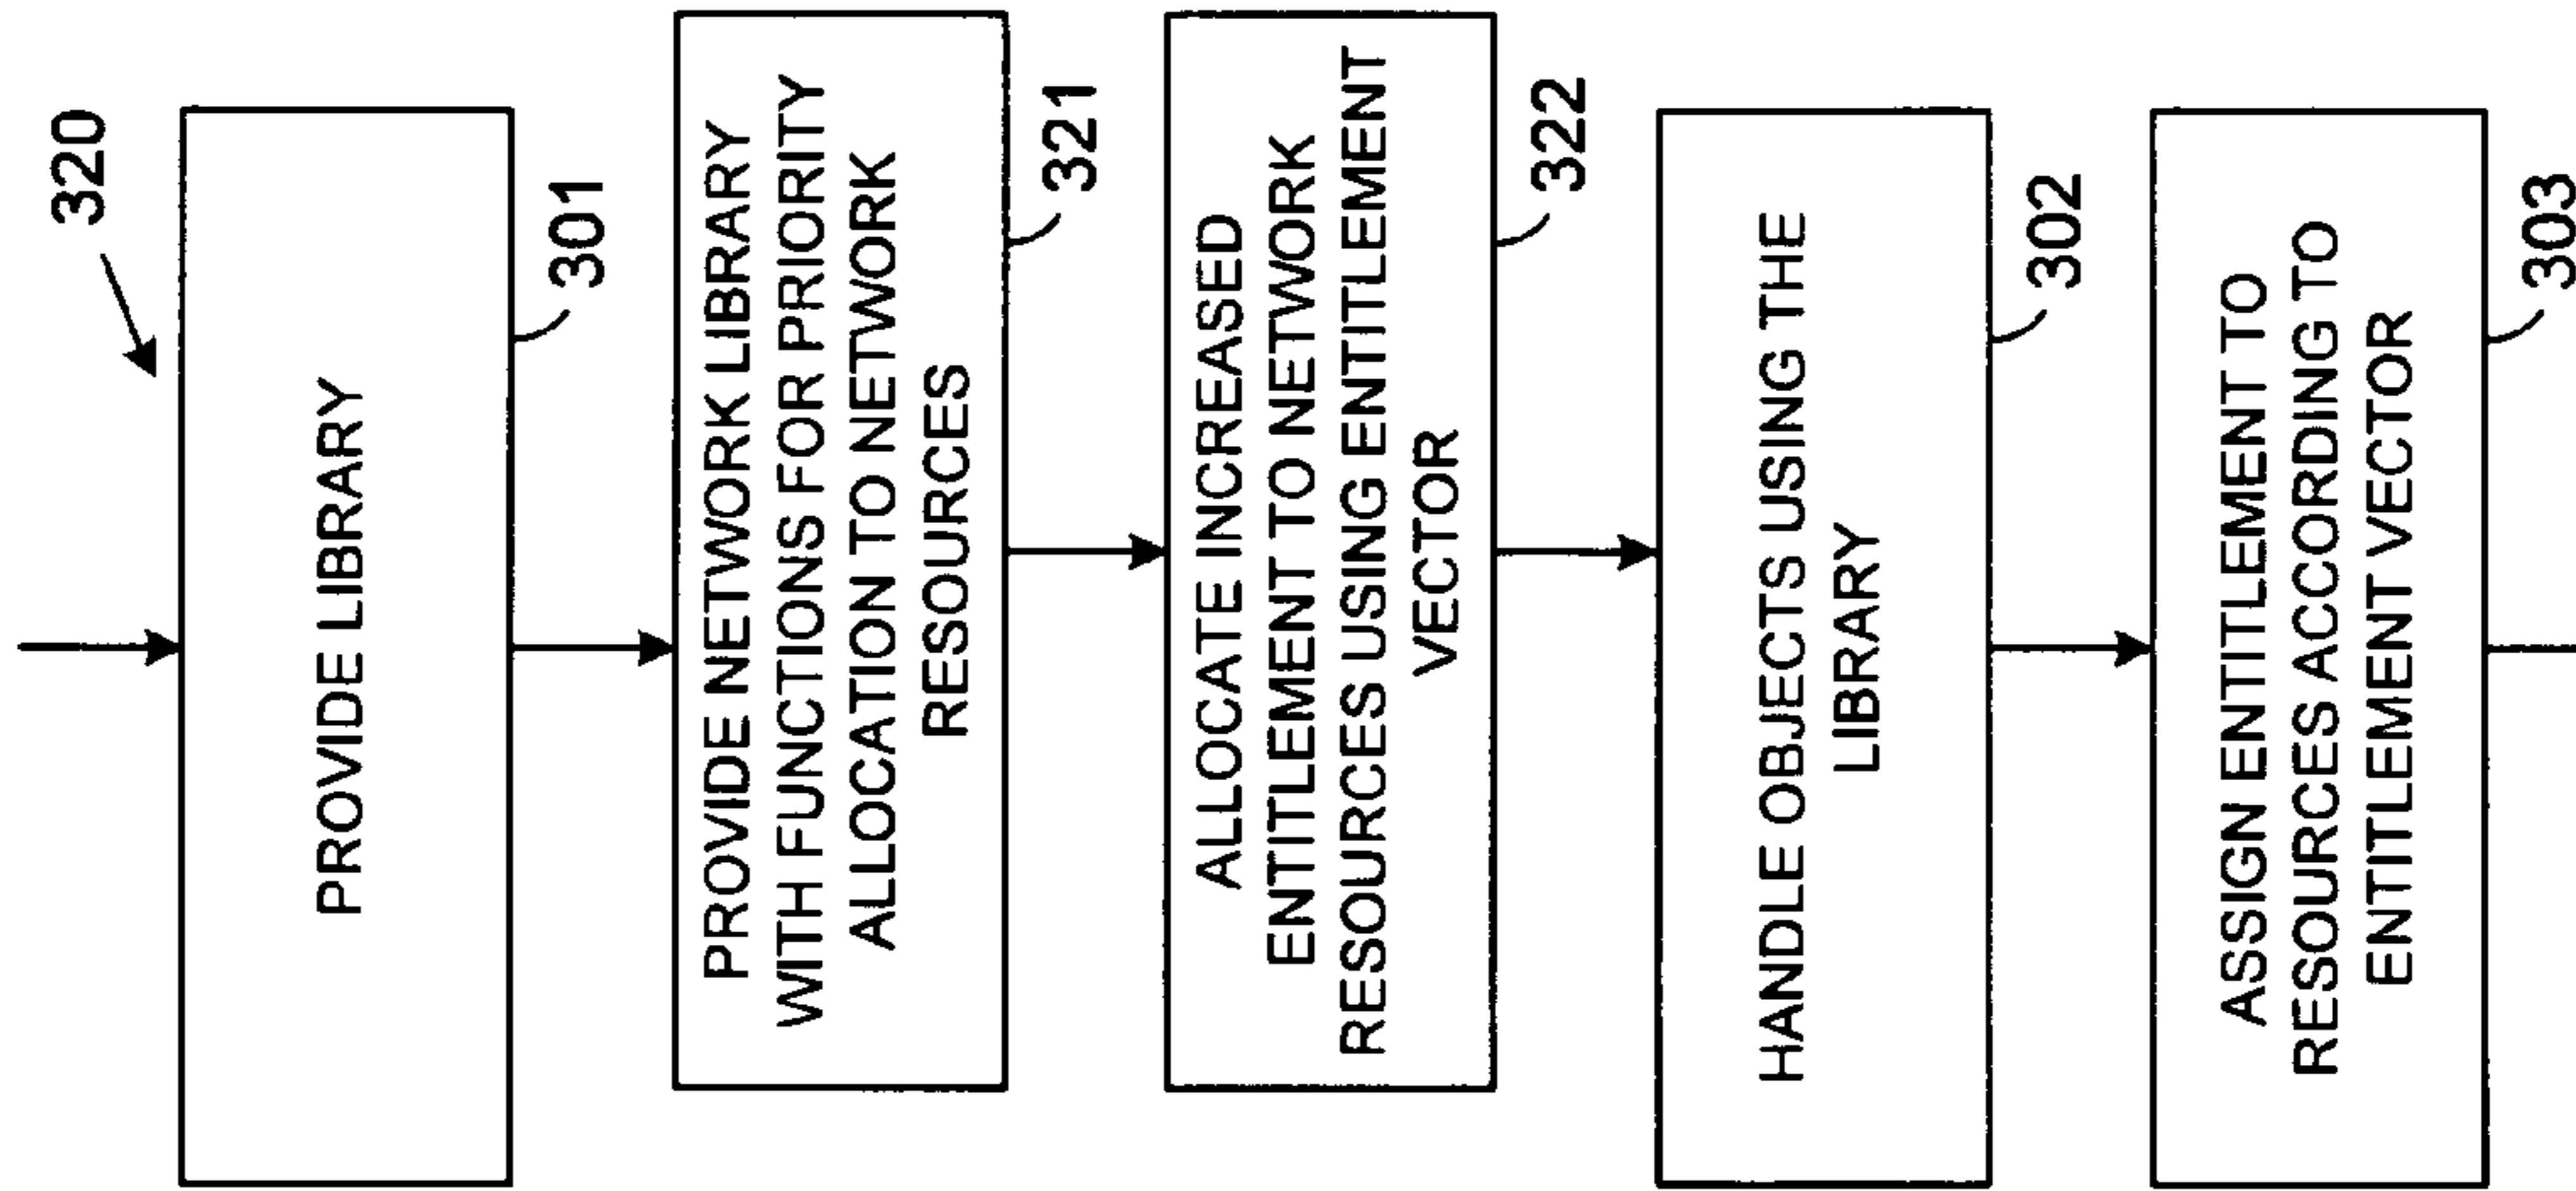 320
PROVIDE LIBRARY
301
PROVIDE NETWORK LIBRARY
WITH FUNCTIONS FOR PRIORITY
ALLOCATION TO NETWORK
RESOURCES
321
ALLOCATE INCREASED
ENTITLEMENT TO NETWORK
RESOURCES USING ENTITLEMENT
VECTOR
322
HANDLE OBJECTS USING THE
LIBRARY
302
ASSIGN ENTITLEMENT TO
RESOURCES ACCORDING TO
ENTITLEMENT VECTOR
303